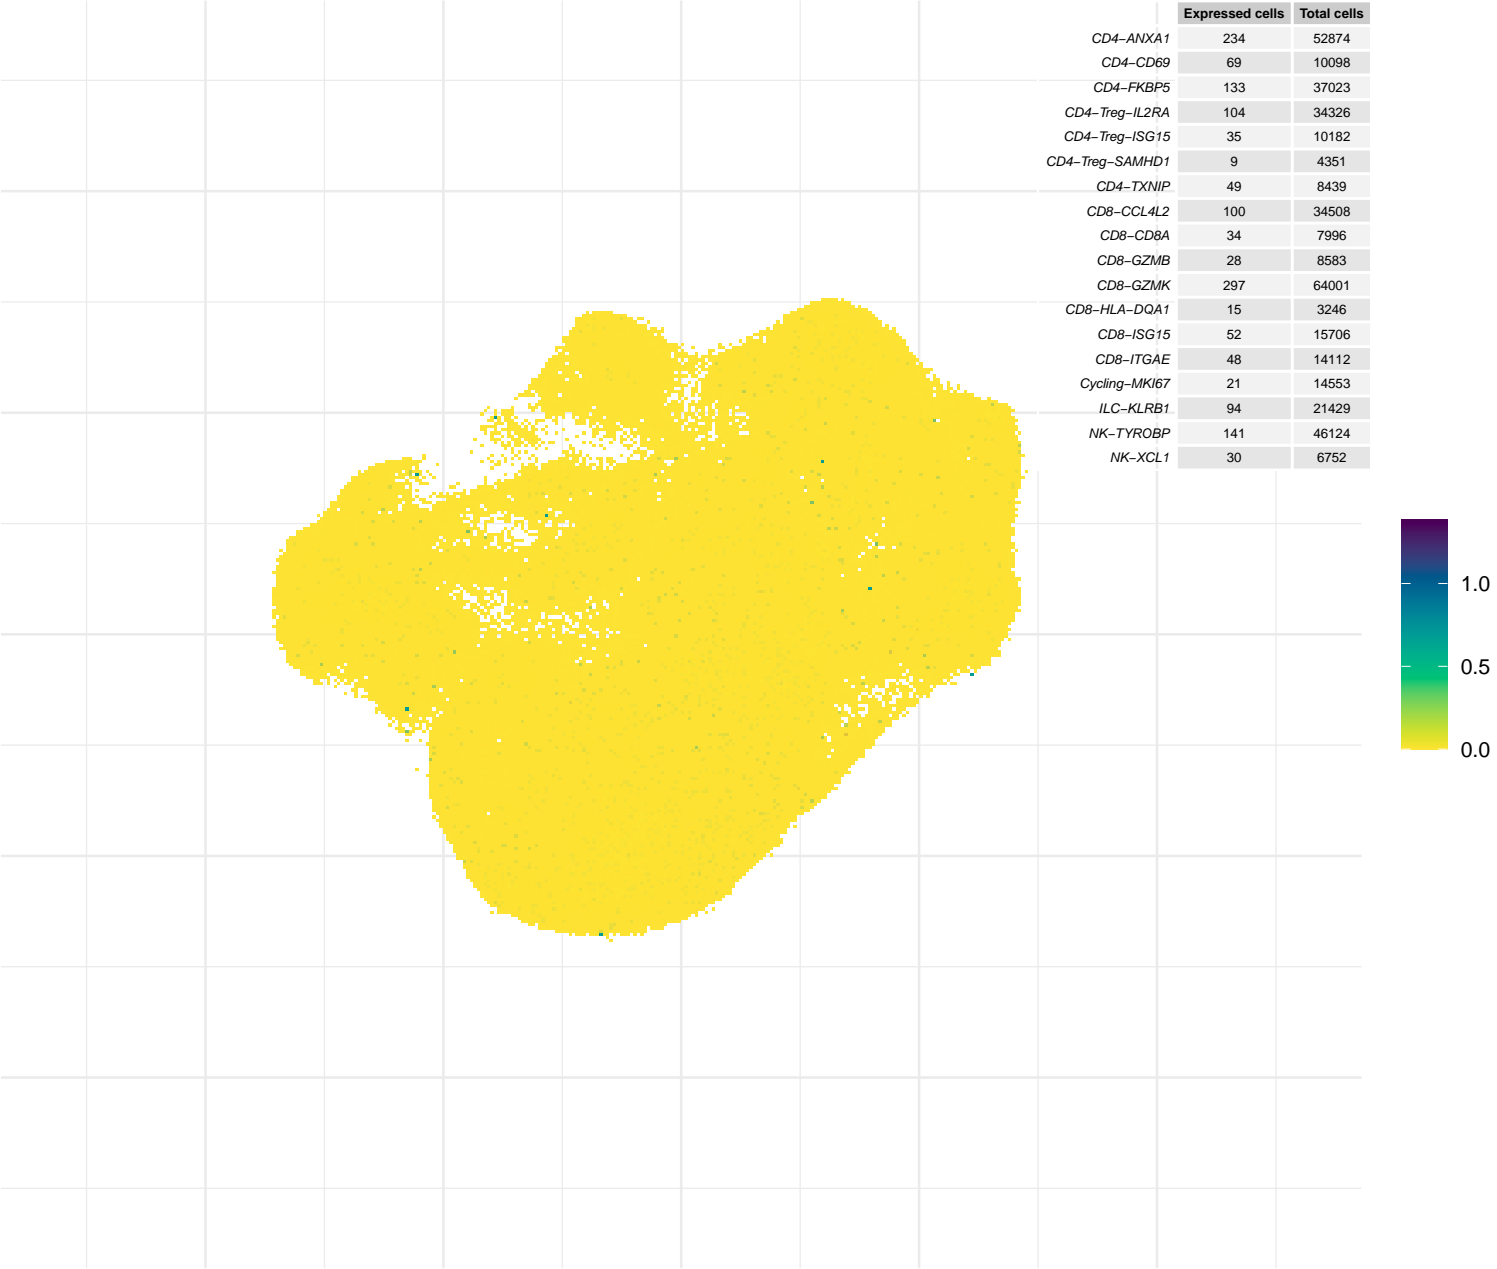 Expressed cells Total cells
CD4−ANXA1 234 52874
CD4−CD69 69 10098
CD4−FKBP5 133 37023
CD4−Treg−IL2RA 104 34326
CD4−Treg−ISG15 35 10182
CD4−Treg−SAMHD1 9 4351
CD4−TXNIP 49 8439
CD8−CCL4L2 100 34508
CD8−CD8A 34 7996
CD8−GZMB 28 8583
CD8−GZMK 297 64001
CD8−HLA−DQA1 15 3246
CD8−ISG15 52 15706
CD8−ITGAE 48 14112
Cycling−MKI67 21 14553
ILC−KLRB1 94 21429
NK−TYROBP 141 46124
NK−XCL1 30 6752
1.0
0.5
0.0